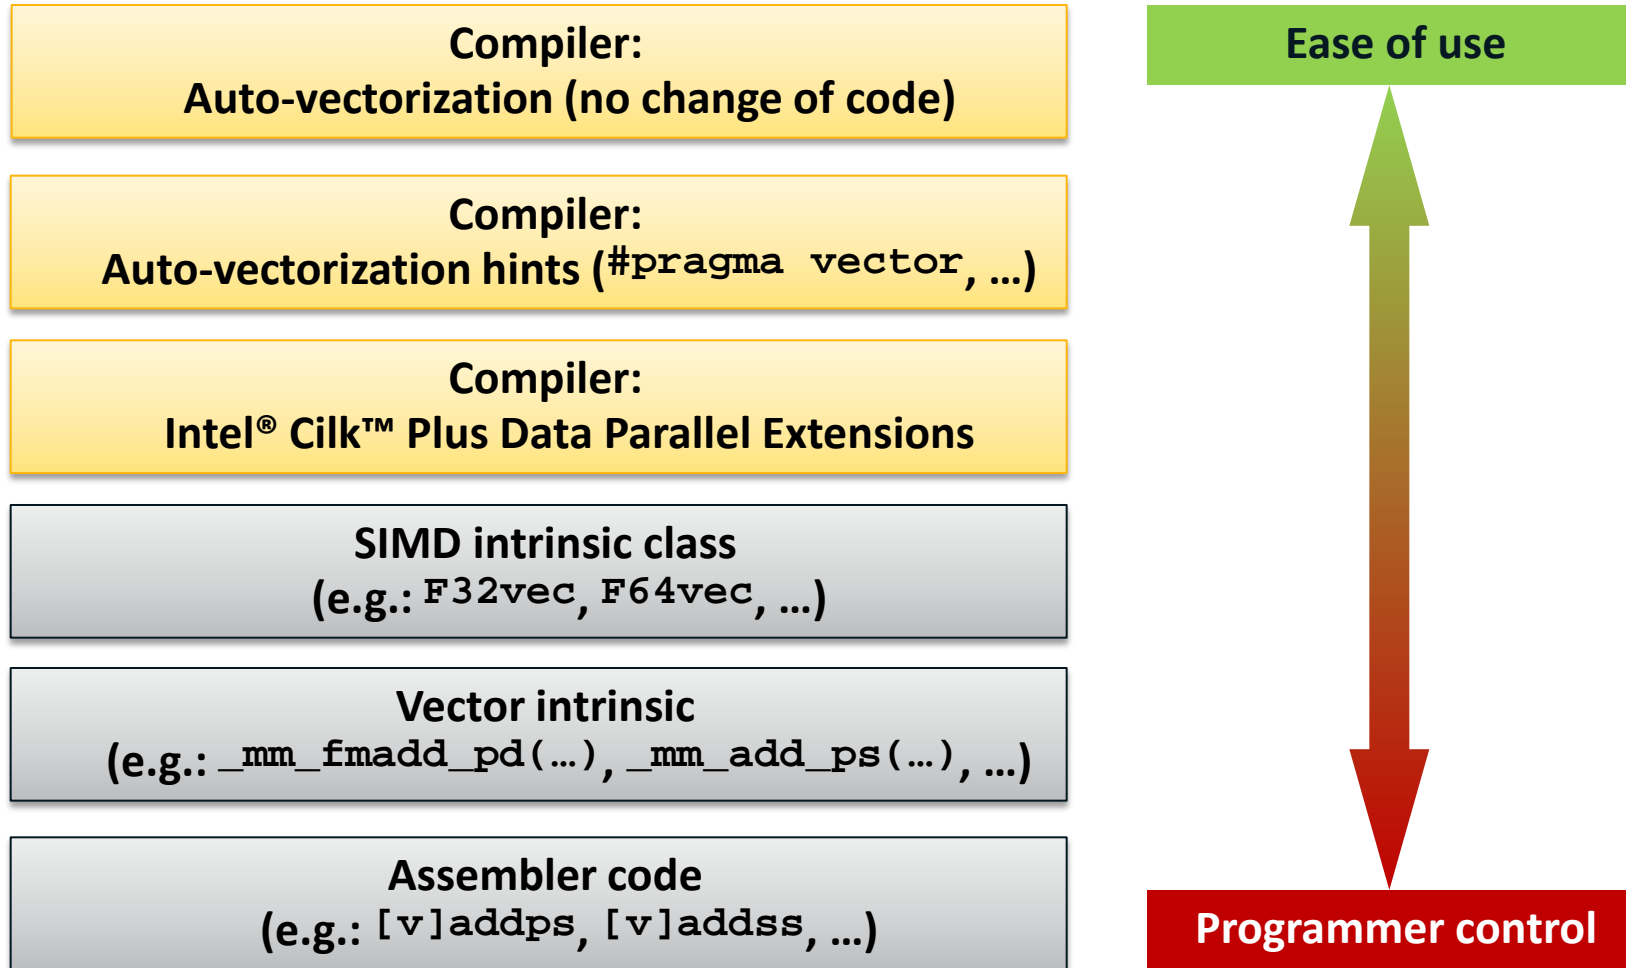 Compiler:
Auto-vectorization (no change of code)
Compiler:
Auto-vectorization hints (#pragma vector, …)
Compiler:
Intel® Cilk™ Plus Data Parallel Extensions
SIMD intrinsic class
(e.g.: F32vec, F64vec, …)
Vector intrinsic
(e.g.: _mm_fmadd_pd(…), _mm_add_ps(…), …)
Assembler code
(e.g.: [v]addps, [v]addss, …)
Ease of use
Programmer control